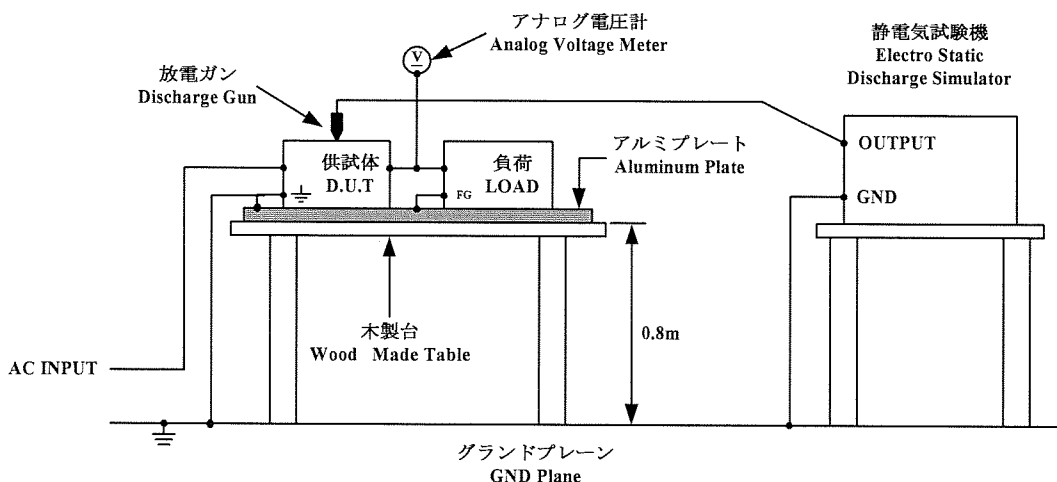 アナログ電圧計
Analog Voltage Meter
静電気試験機
Electro Static
Discharge Simulator
V
放電ガン
Discharge Gun
アルミプレート
Aluminum Plate
OUTPUT
供試体
D.U.T
負荷
LOAD
FG
GND
木製台
Wood Made Table
0.8m
AC INPUT
グランドプレーン
GND Plane